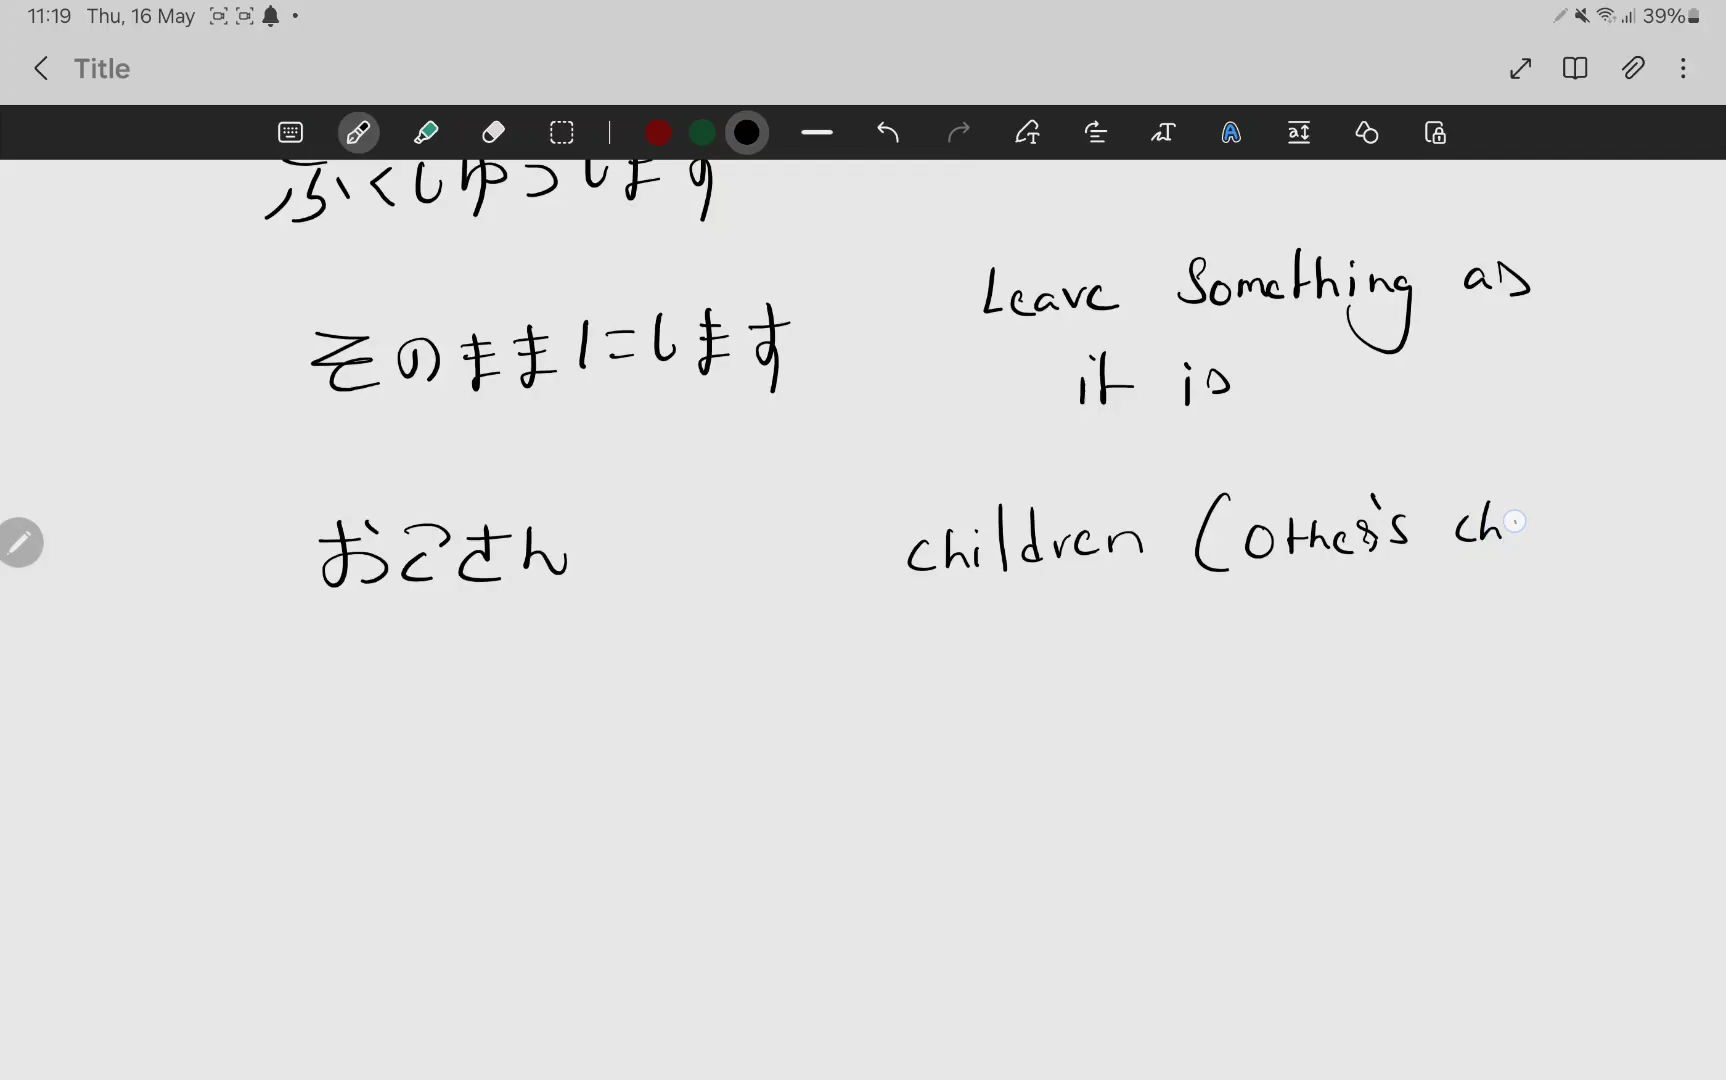 11:19 Thu, 16 May 39%
Title
ふくしゅうします
そのままにします Leave Something as
it is
おこさん children (other's ch